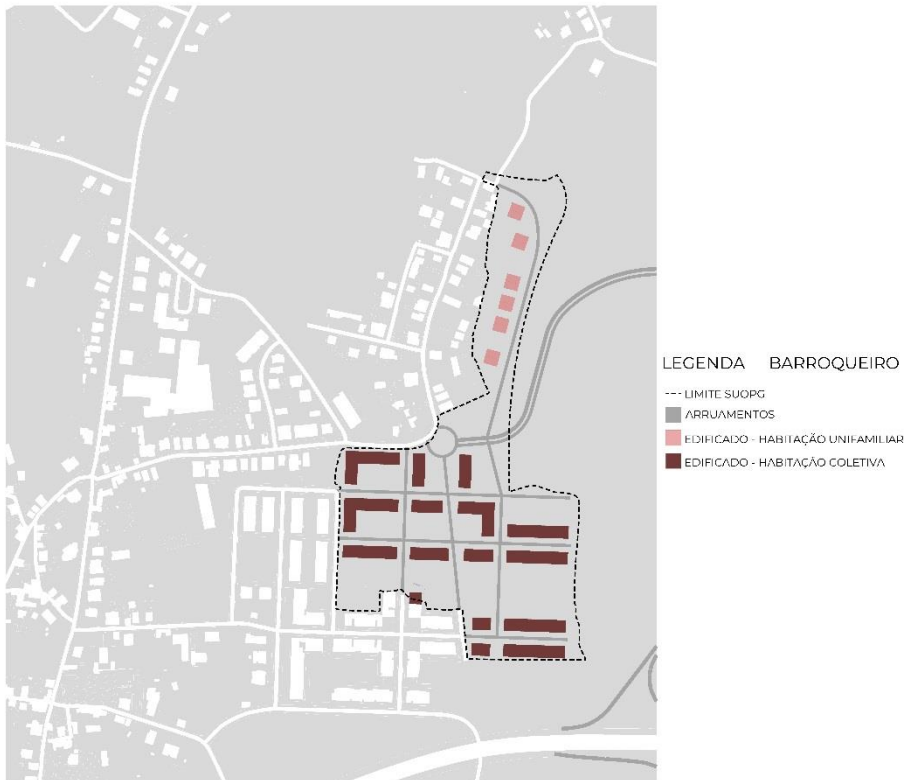 LEGENDA BARROQUEIRO
LIMITE SUOPG
ARRUAMENTOS
EDIFICADO - HABITAÇÃO UNIFAMILIAR
EDIFICADO - HABITAÇÃO COLETIVA